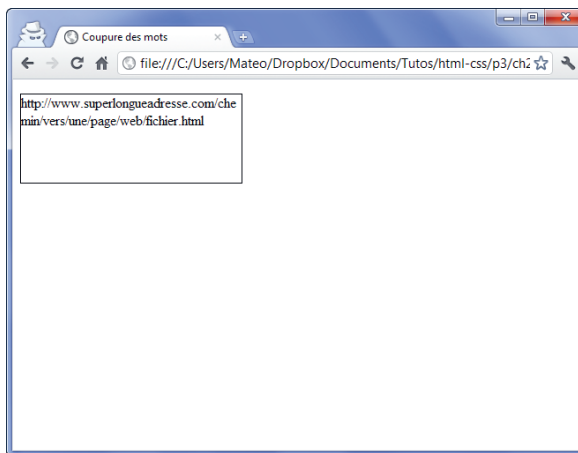 Coupure des mots
file:///C:/Users/Mateo/Dropbox/Documents/Tutos/html-css/p3/ch2
http://www.superlongueadresse.com/che
min/vers/une/page/web/fichier.html